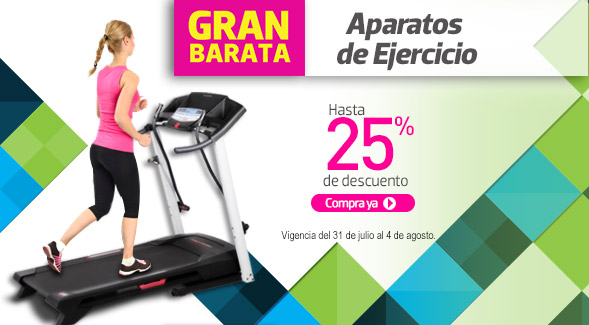 GRAN
BARATA
Aparatos
de Ejercicio
Hasta
25%
de descuento
Compra ya
Vigencia del 31 de julio al 4 de agosto.